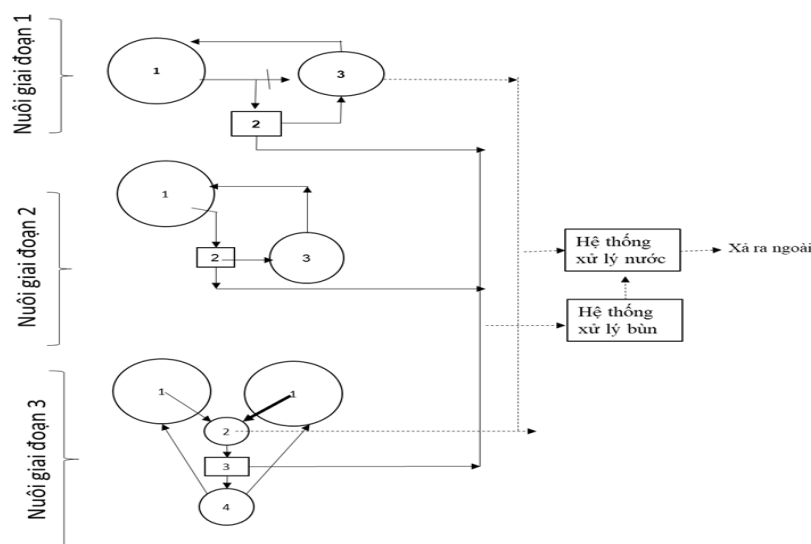 Nuôi giai đoạn 1
1
3
2
Nuôi giai đoạn 2
1
2
3
Hệ thống
xử lý nước
Xả ra ngoài
Hệ thống
xử lý bùn
Nuôi giai đoạn 3
1
1
2
3
4